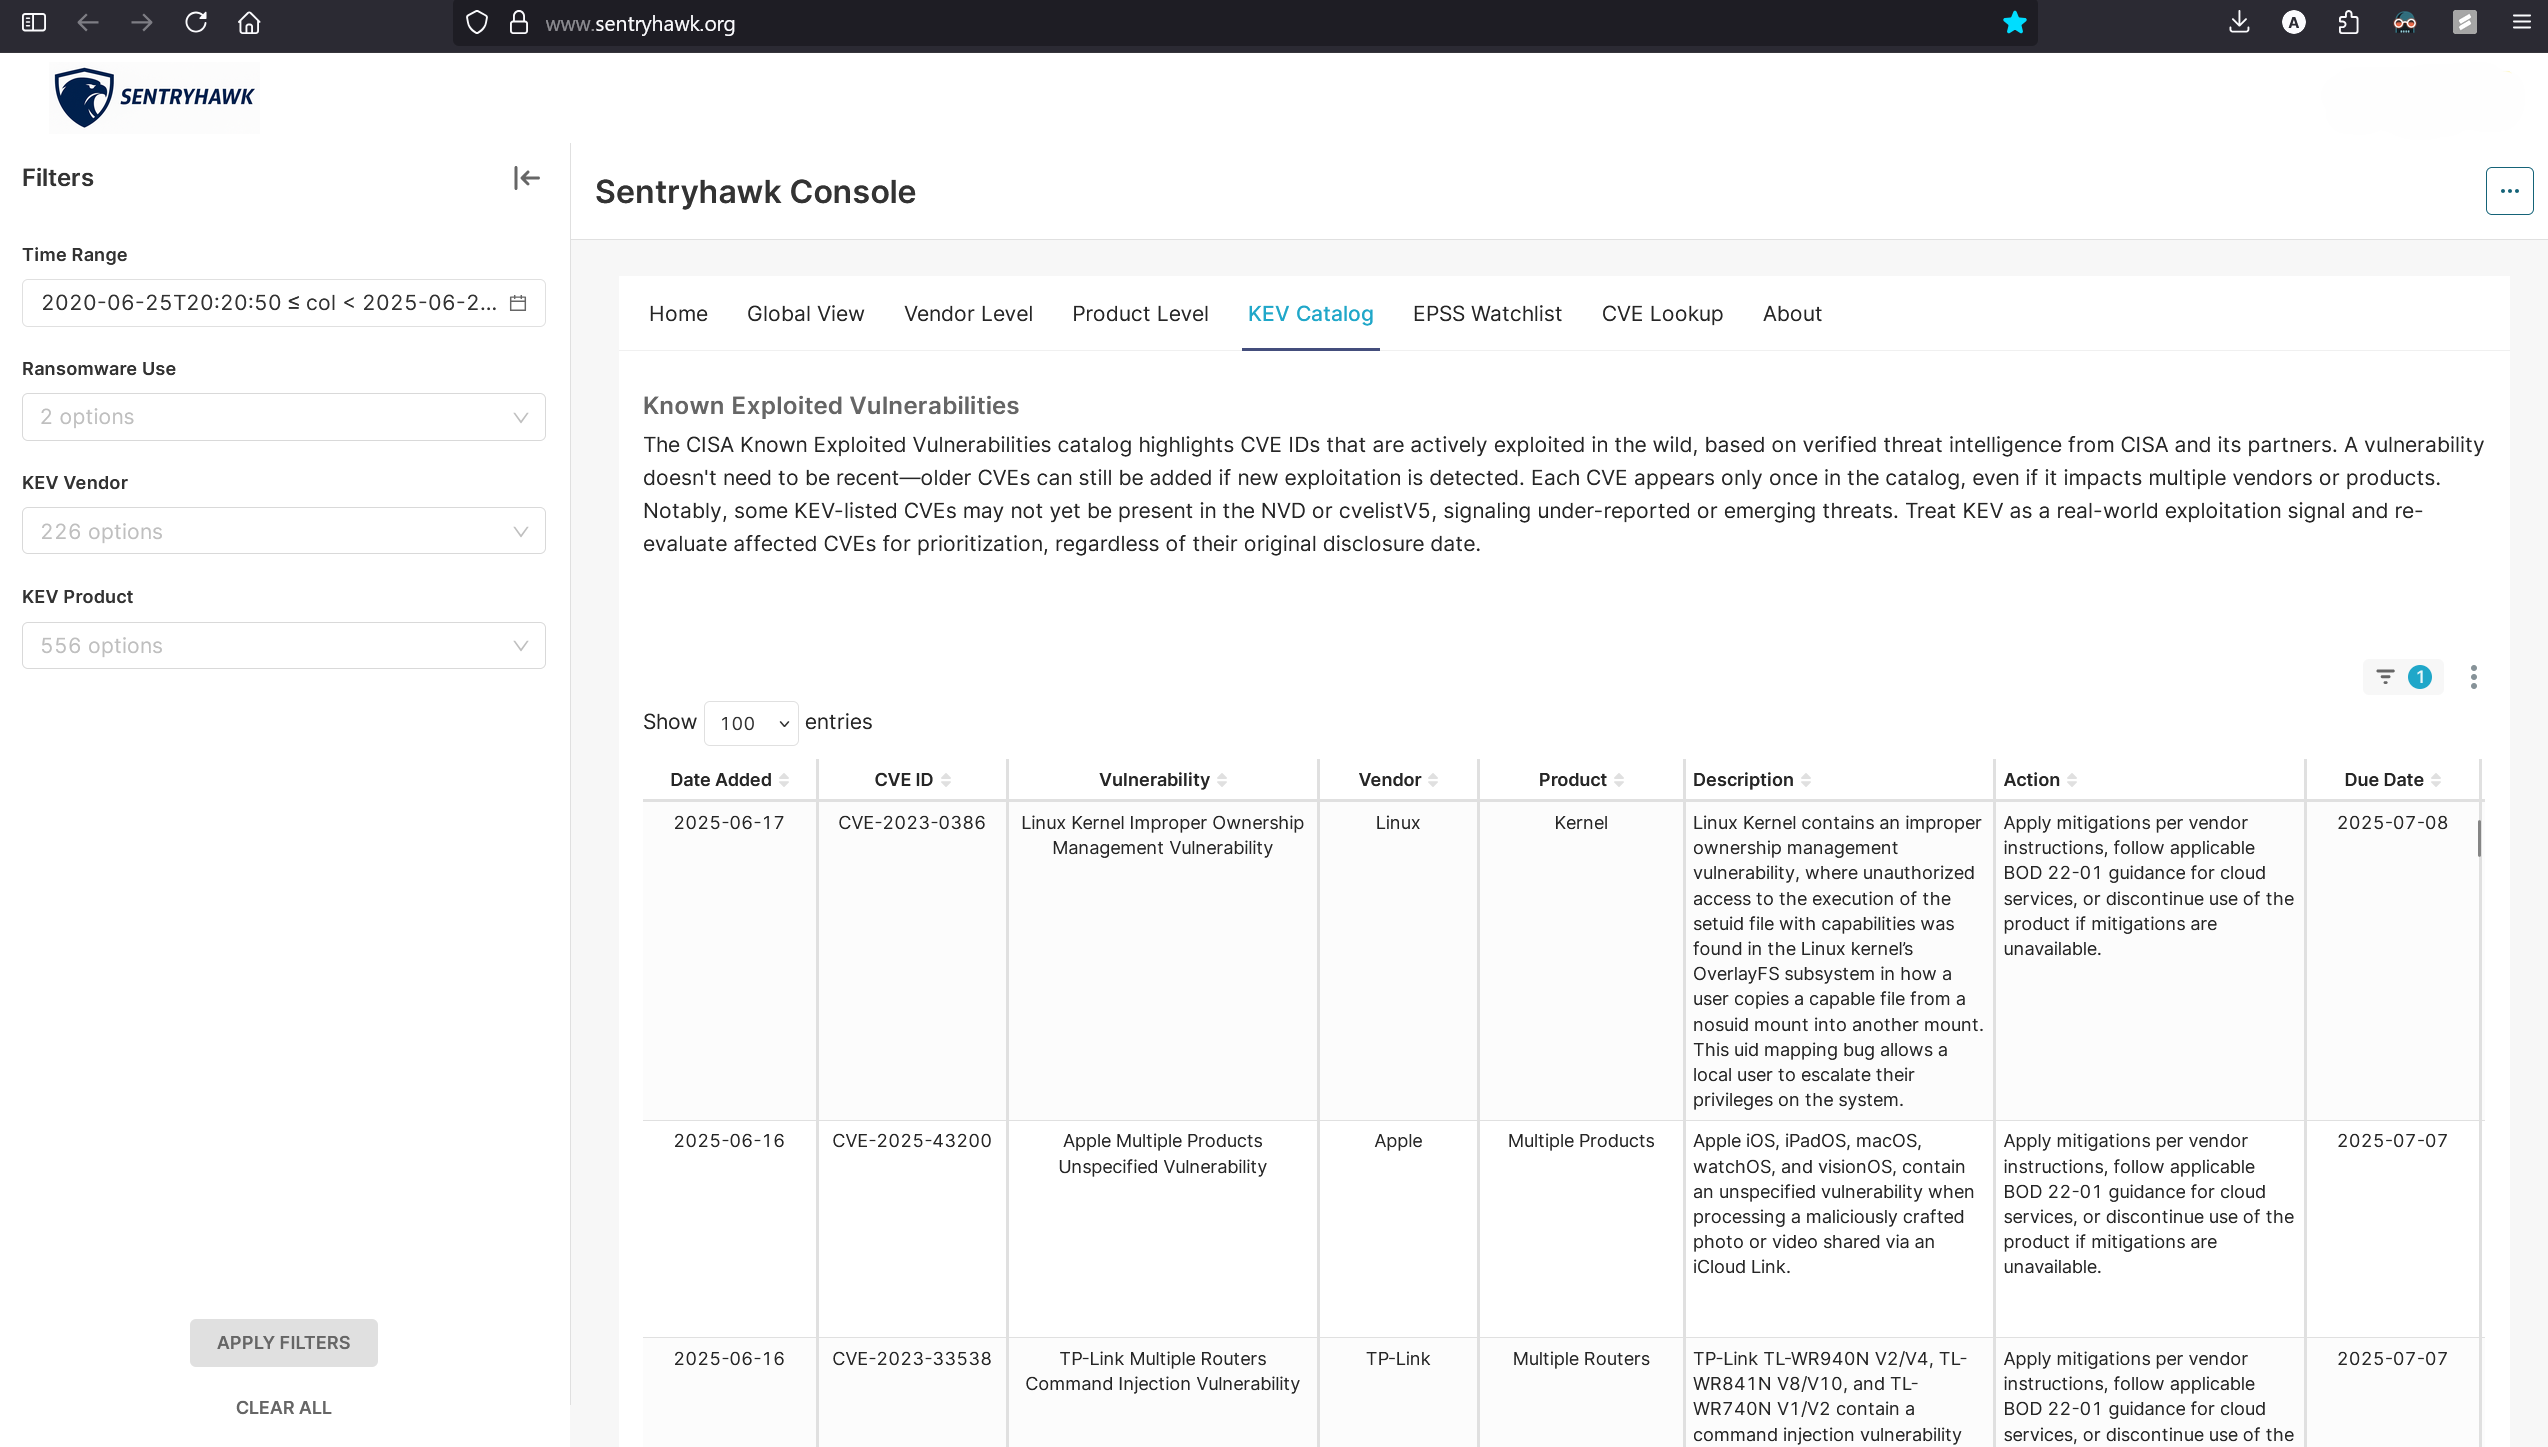 www.sentryhawk.org
A
SENTRYHAWK
Filters
Time Range
2020-06-25T20:20:50 ≤ col < 2025-06-2...
Ransomware Use
2 options
KEV Vendor
226 options
KEV Product
556 options
APPLY FILTERS
CLEAR ALL
Sentryhawk Console
Home Global View Vendor Level Product Level KEV Catalog EPSS Watchlist CVE Lookup About
Known Exploited Vulnerabilities
The CISA Known Exploited Vulnerabilities catalog highlights CVE IDs that are actively exploited in the wild, based on verified threat intelligence from CISA and its partners. A vulnerability
doesn't need to be recent—older CVEs can still be added if new exploitation is detected. Each CVE appears only once in the catalog, even if it impacts multiple vendors or products.
Notably, some KEV-listed CVEs may not yet be present in the NVD or cvelistV5, signaling under-reported or emerging threats. Treat KEV as a real-world exploitation signal and re-
evaluate affected CVEs for prioritization, regardless of their original disclosure date.
1
Show 100 entries
Date Added CVE ID Vulnerability Vendor Product Description Action Due Date
2025-06-17 CVE-2023-0386 Linux Kernel Improper Ownership Linux Kernel Linux Kernel contains an improper Apply mitigations per vendor 2025-07-08
Management Vulnerability ownership management instructions, follow applicable
vulnerability, where unauthorized BOD 22-01 guidance for cloud
access to the execution of the services, or discontinue use of the
setuid file with capabilities was product if mitigations are
found in the Linux kernel’s unavailable.
OverlayFS subsystem in how a
user copies a capable file from a
nosuid mount into another mount.
This uid mapping bug allows a
local user to escalate their
privileges on the system.
2025-06-16 CVE-2025-43200 Apple Multiple Products Apple Multiple Products Apple iOS, iPadOS, macOS, Apply mitigations per vendor 2025-07-07
Unspecified Vulnerability watchOS, and visionOS, contain instructions, follow applicable
an unspecified vulnerability when BOD 22-01 guidance for cloud
processing a maliciously crafted services, or discontinue use of the
photo or video shared via an product if mitigations are
iCloud Link. unavailable.
2025-06-16 CVE-2023-33538 TP-Link Multiple Routers TP-Link Multiple Routers TP-Link TL-WR940N V2/V4, TL- Apply mitigations per vendor 2025-07-07
Command Injection Vulnerability WR841N V8/V10, and TL- instructions, follow applicable
WR740N V1/V2 contain a BOD 22-01 guidance for cloud
command injection vulnerability services, or discontinue use of the